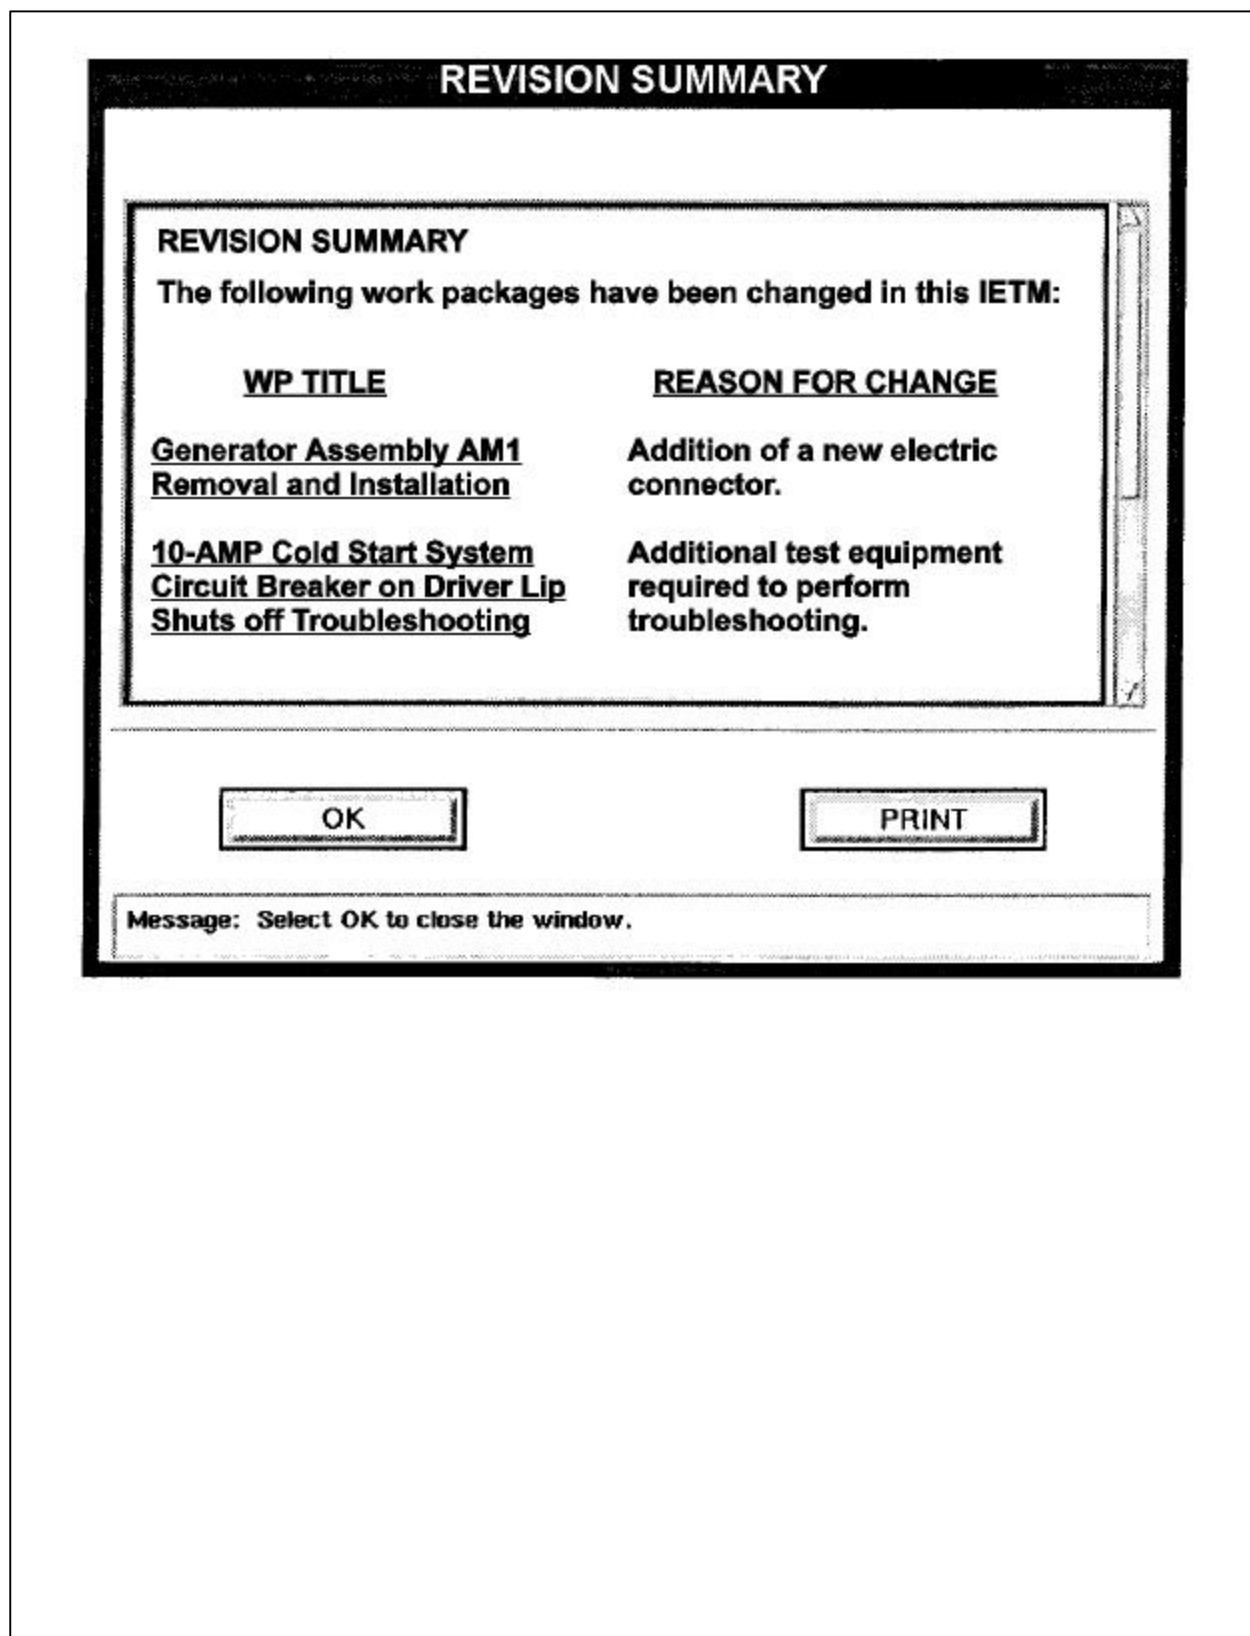 REVISION SUMMARY
REVISION SUMMARY
The following work packages have been changed in this IETM:
WP TITLE REASON FOR CHANGE
Generator Assembly AM1 Addition of a new electric
Removal and Installation connector.
10-AMP Cold Start System Additional test equipment
Circuit Breaker on Driver Lip required to perform
Shuts off Troubleshooting troubleshooting.
OK PRINT
Message: Select OK to close the window.